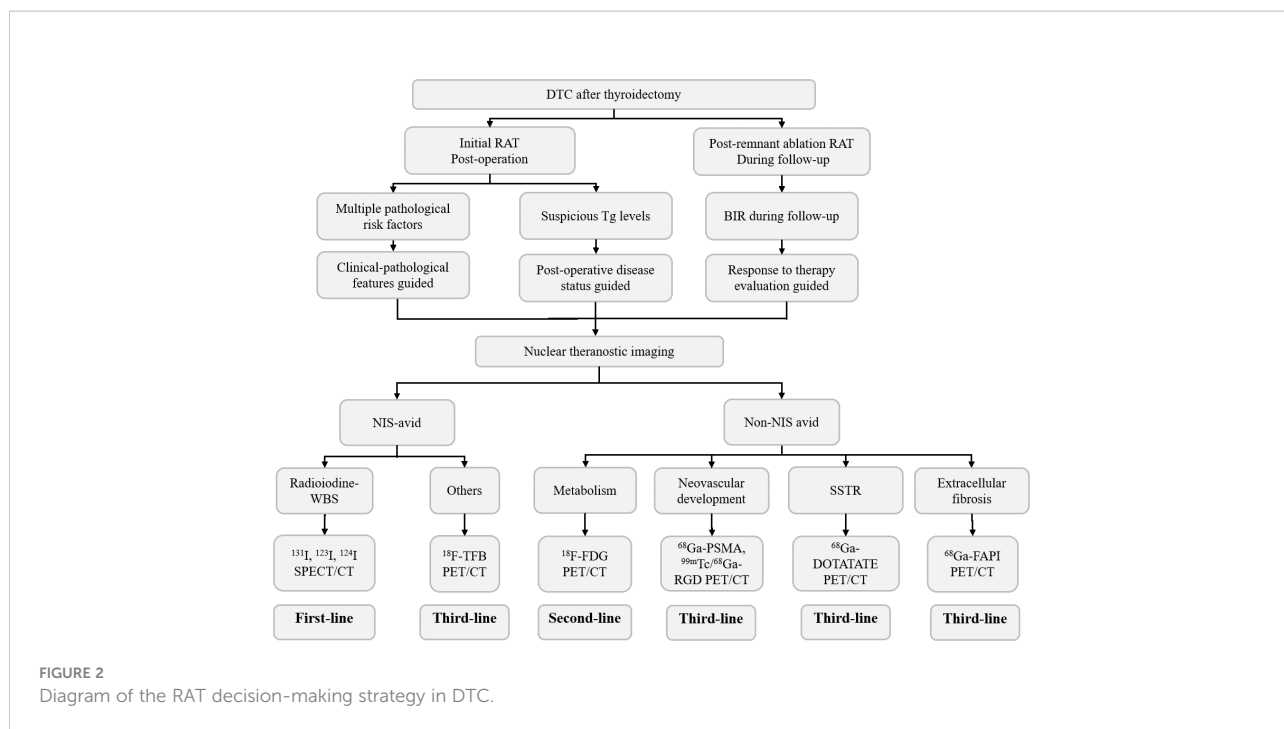 DTC after thyroidectomy
Initial RAT
Post-operation
Post-remnant ablation RAT
During follow-up
Multiple pathological
risk factors
Suspicious Tg levels
BIR during follow-up
Clinical-pathological
features guided
Post-operative disease
status guided
Response to therapy
evaluation guided
Nuclear theranostic imaging
NIS-avid
Non-NIS avid
Radioiodine-
WBS
Others
Metabolism
Neovascular
development
SSTR
Extracellular
fibrosis
¹³¹I, ¹²³I, ¹²⁴I
SPECT/CT
¹⁸F-TFB
PET/CT
¹⁸F-FDG
PET/CT
⁶⁸Ga-PSMA,
⁹⁹ᵐTc/⁶⁸Ga-
RGD PET/CT
⁶⁸Ga-
DOTATATE
PET/CT
⁶⁸Ga-FAPI
PET/CT
First-line
Third-line
Second-line
Third-line
Third-line
Third-line
FIGURE 2
Diagram of the RAT decision-making strategy in DTC.